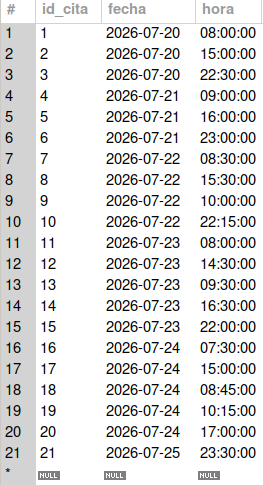 # id_cita fecha hora
1 1 2026-07-20 08:00:00
2 2 2026-07-20 15:00:00
3 3 2026-07-20 22:30:00
4 4 2026-07-21 09:00:00
5 5 2026-07-21 16:00:00
6 6 2026-07-21 23:00:00
7 7 2026-07-22 08:30:00
8 8 2026-07-22 15:30:00
9 9 2026-07-22 10:00:00
10 10 2026-07-22 22:15:00
11 11 2026-07-23 08:00:00
12 12 2026-07-23 14:30:00
13 13 2026-07-23 09:30:00
14 14 2026-07-23 16:30:00
15 15 2026-07-23 22:00:00
16 16 2026-07-24 07:30:00
17 17 2026-07-24 15:00:00
18 18 2026-07-24 08:45:00
19 19 2026-07-24 10:15:00
20 20 2026-07-24 17:00:00
21 21 2026-07-25 23:30:00
* NULL NULL NULL